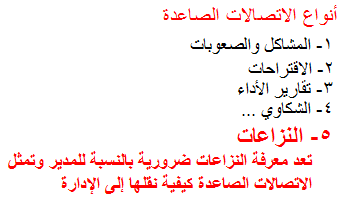 أنواع الاتصالات الصاعدة
١- المشاكل والصعوبات
٢- الاقتراحات
٣- تقارير الأداء
٤- الشكاوي ...
٥- النزاعات
تعد معرفة النزاعات ضرورية بالنسبة للمدير وتمثل
الاتصالات الصاعدة كيفية نقلها إلى الإدارة